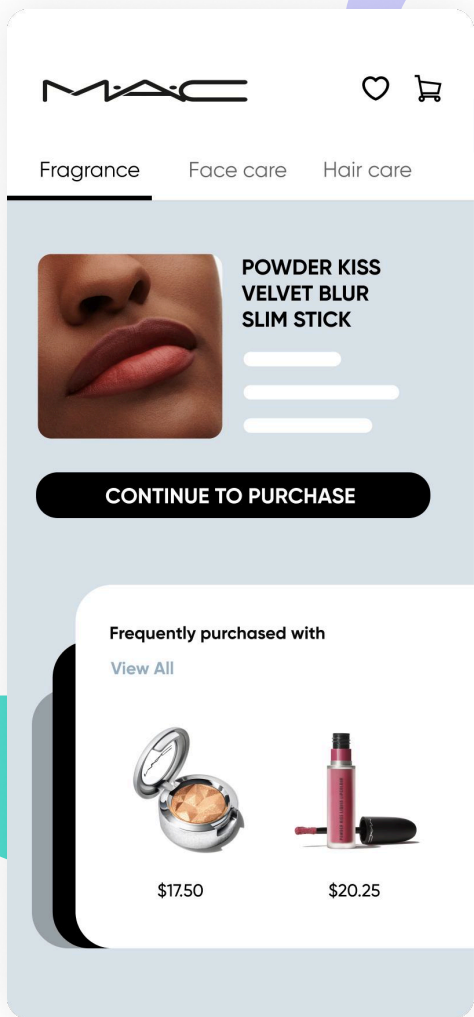 MAC
Fragrance Face care Hair care
POWDER KISS
VELVET BLUR
SLIM STICK
CONTINUE TO PURCHASE
Frequently purchased with
View All
$17.50 $20.25